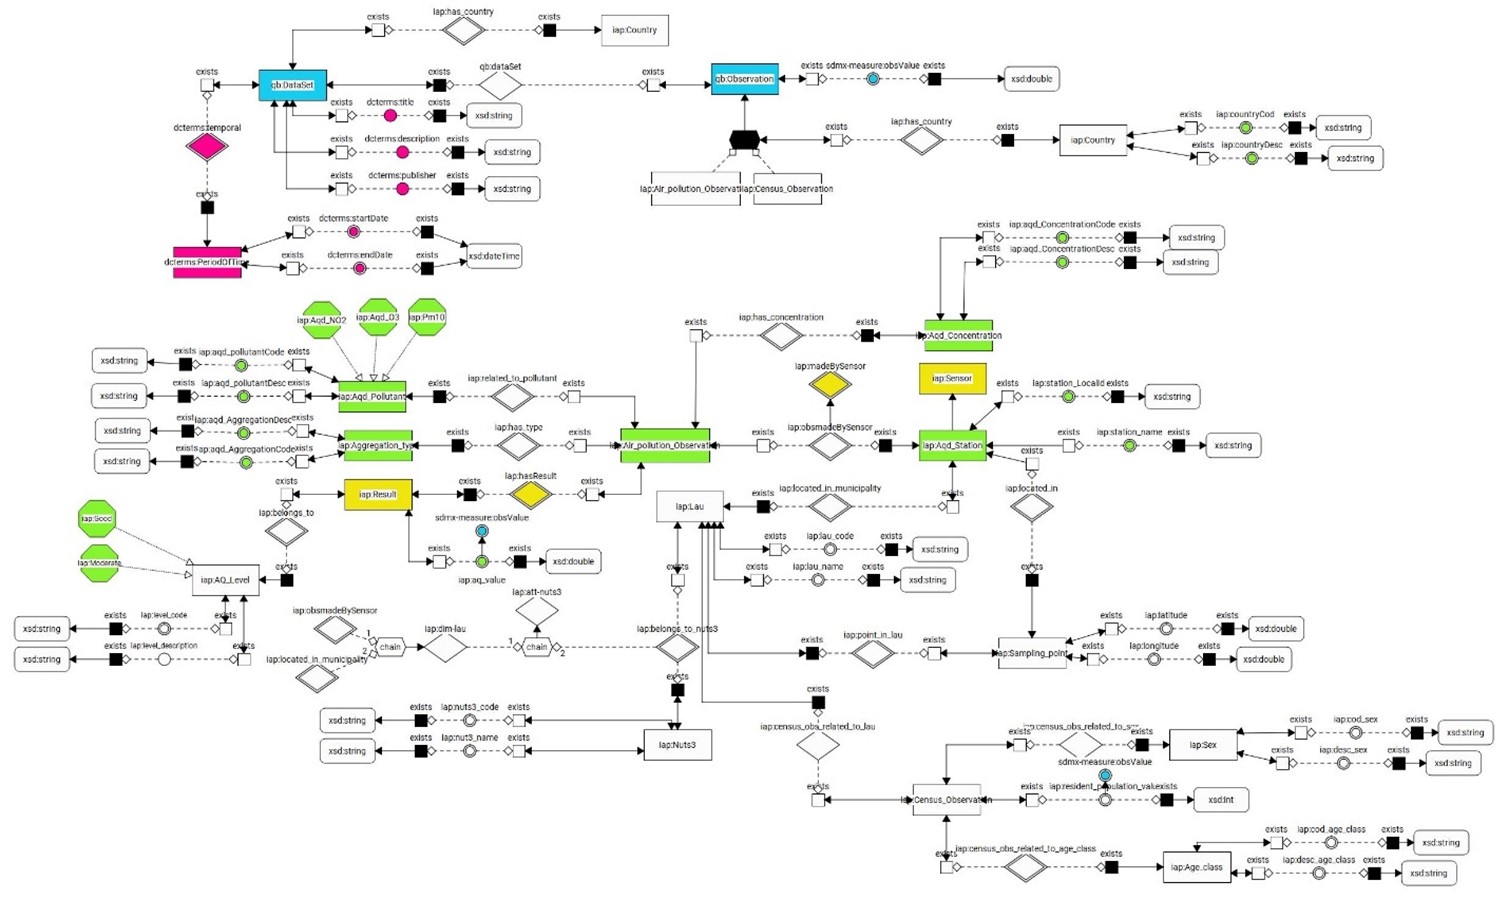 exists
iap:has_country
exists
iap:Country
exists
qb:DataSet
exists
qb:dataSet
exists
qb:Observation
exists
sdmx-measure:obsValue
exists
xsd:double
exists
dcterms:title
exists
xsd:string
dcterms:temporal
exists
dcterms:description
exists
xsd:string
exists
dcterms:publisher
exists
xsd:string
exists
iap:has_country
exists
iap:Country
exists
iap:countryCod
exists
xsd:string
exists
iap:countryDesc
exists
xsd:string
iap:Air_pollution_Observati
iap:Census_Observation
exists
exists
dcterms:startDate
exists
dcterms:PeriodOfTime
exists
dcterms:endDate
exists
xsd:dateTime
exists
iap:aqd_ConcentrationCode
exists
xsd:string
exists
iap:aqd_ConcentrationDesc
exists
xsd:string
iap:Aqd_NO2
iap:Aqd_O3
iap:Pm10
exists
iap:has_concentration
exists
iap:Aqd_Concentration
xsd:string
exists
iap:aqd_pollutantCode
exists
iap:madeBySensor
iap:Sensor
xsd:string
exists
iap:aqd_pollutantDesc
exists
iap:Aqd_Pollutant
exists
iap:related_to_pollutant
exists
exists
iap:station_LocalId
exists
xsd:string
xsd:string
exists
iap:aqd_AggregationDesc
exists
iap:Aggregation_type
exists
iap:has_type
exists
iap:Air_pollution_Observation
exists
iap:obsmadeBySensor
exists
iap:Aqd_Station
exists
iap:station_name
exists
xsd:string
xsd:string
exists
iap:aqd_AggregationCode
exists
exists
iap:Result
exists
iap:hasResult
exists
iap:Lau
exists
iap:located_in_municipality
exists
exists
iap:located_in
iap:belongs_to
iap:Good
sdmx-measure:obsValue
exists
iap:lau_code
exists
xsd:string
iap:Moderate
iap:AQ_Level
exists
exists
iap:aq_value
exists
xsd:double
exists
exists
iap:lau_name
exists
xsd:string
exists
xsd:string
exists
iap:level_code
exists
iap:obsmadeBySensor
iap:att-nuts3
iap:dim-lau
iap:belongs_to_nuts3
exists
iap:latitude
exists
xsd:double
1
2
chain
1
chain
2
xsd:string
exists
iap:level_description
exists
iap:located_in_municipality
exists
iap:point_in_lau
exists
iap:Sampling_point
exists
iap:longitude
exists
xsd:double
exists
exists
xsd:string
exists
iap:nuts3_code
exists
xsd:string
exists
iap:nut3_name
exists
iap:Nuts3
iap:census_obs_related_to_lau
exists
exists
iap:Sex
exists
iap:cod_sex
exists
xsd:string
exists
iap:desc_sex
exists
xsd:string
sdmx-measure:obsValue
exists
iap:Census_Observation
exists
iap:resident_population_value
exists
xsd:int
exists
iap:census_obs_related_to_age_class
exists
iap:Age_class
exists
iap:cod_age_class
exists
xsd:string
exists
iap:desc_age_class
exists
xsd:string